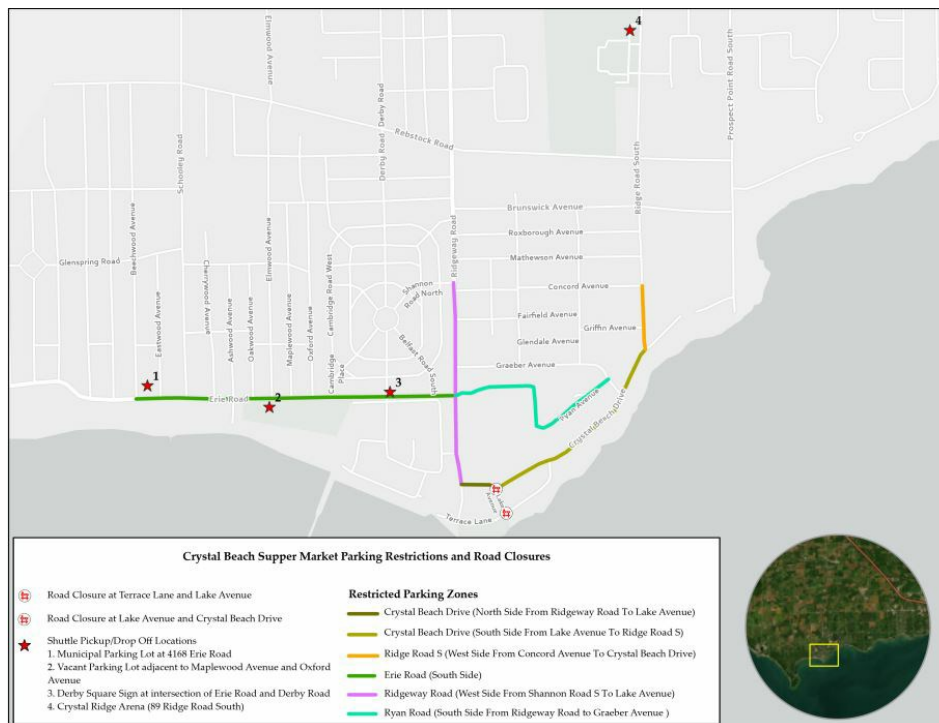 4
Elmwood Avenue
Derby Road
Prospect Point Road South
Schooley Road
Derby Road
Rebstock Road
Ridge Road South
Brunswick Avenue
Roxborough Avenue
Beechwood Avenue
Elmwood Avenue
Ridgeway Road
Mathewson Avenue
Glenspring Road
Cherrywood Avenue
Cambridge Road West
Shannon
Road North
Concord Avenue
Eastwood Avenue
Ashwood Avenue
Oakwood Avenue
Maplewood Avenue
Oxford Avenue
Fairfield Avenue
Griffin Avenue
Glendale Avenue
Cambridge
Place
Belfast Road South
Graeber Avenue
1
2
3
Erie Road
Ryan Avenue
Crystal Beach Drive
Lake
Avenue
Terrace Lane
Crystal Beach Supper Market Parking Restrictions and Road Closures
Road Closure at Terrace Lane and Lake Avenue
Road Closure at Lake Avenue and Crystal Beach Drive
Shuttle Pickup/Drop Off Locations
1. Municipal Parking Lot at 4168 Erie Road
2. Vacant Parking Lot adjacent to Maplewood Avenue and Oxford
Avenue
3. Derby Square Sign at intersection of Erie Road and Derby Road
4. Crystal Ridge Arena (89 Ridge Road South)
Restricted Parking Zones
Crystal Beach Drive (North Side From Ridgeway Road To Lake Avenue)
Crystal Beach Drive (South Side From Lake Avenue To Ridge Road S)
Ridge Road S (West Side From Concord Avenue To Crystal Beach Drive)
Erie Road (South Side)
Ridgeway Road (West Side From Shannon Road S To Lake Avenue)
Ryan Road (South Side From Ridgeway Road to Graeber Avenue )